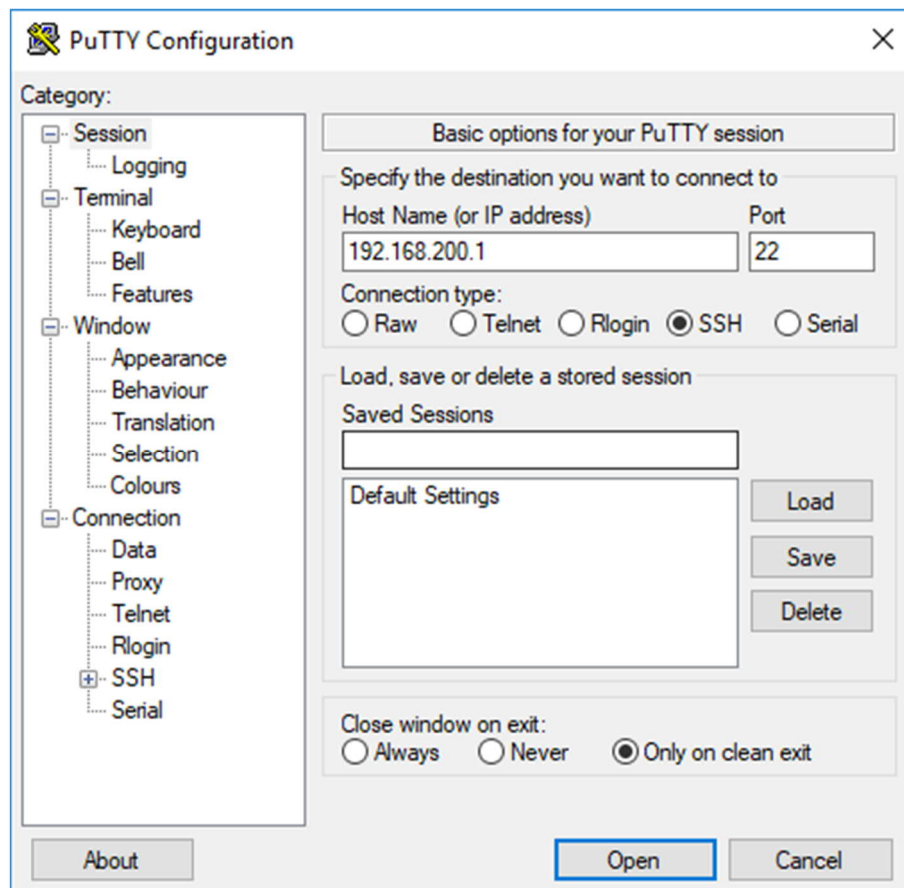 PuTTY Configuration
Category:
Session
Logging
Terminal
Keyboard
Bell
Features
Window
Appearance
Behaviour
Translation
Selection
Colours
Connection
Data
Proxy
Telnet
Rlogin
SSH
Serial
Basic options for your PuTTY session
Specify the destination you want to connect to
Host Name (or IP address) Port
192.168.200.1 22
Connection type:
Raw Telnet Rlogin SSH Serial
Load, save or delete a stored session
Saved Sessions
Default Settings
Load
Save
Delete
Close window on exit:
Always Never Only on clean exit
About Open Cancel